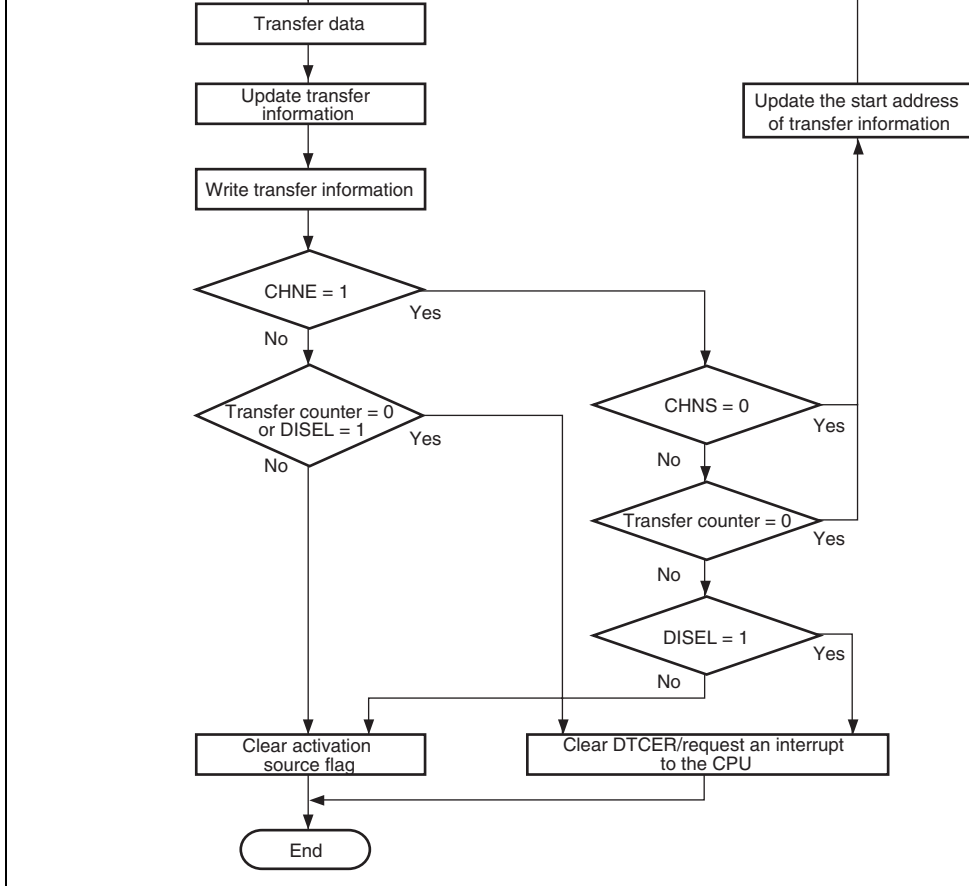 Transfer data
Update transfer
information
Update the start address
of transfer information
Write transfer information
CHNE = 1
Yes
No
Transfer counter = 0
or DISEL = 1
Yes
No
CHNS = 0
Yes
No
Transfer counter = 0
Yes
No
DISEL = 1
Yes
No
Clear activation
source flag
Clear DTCER/request an interrupt
to the CPU
End